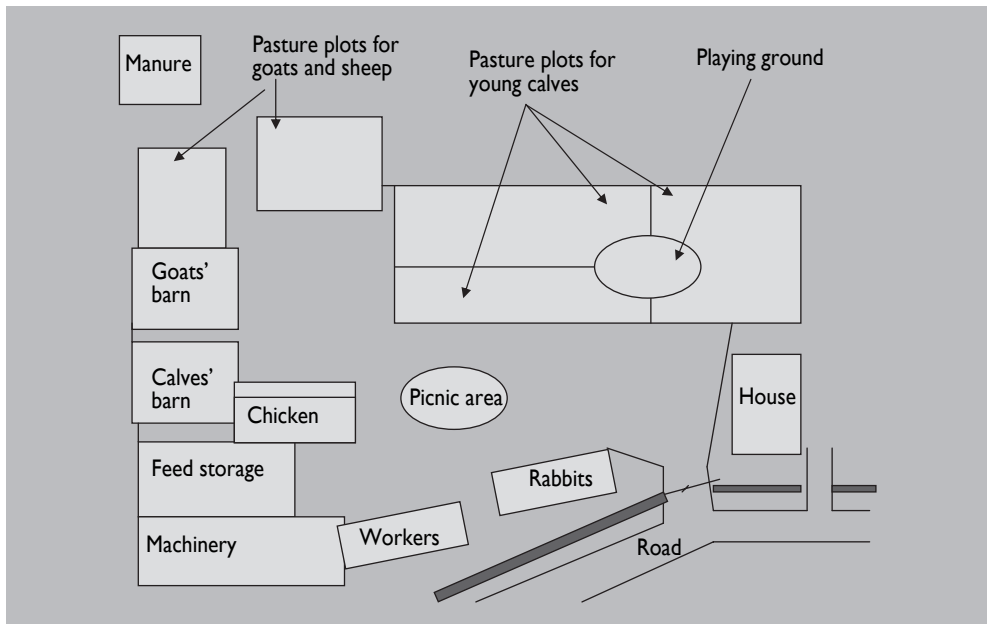 Manure
Pasture plots for
goats and sheep
Pasture plots for
young calves
Playing ground
Goats’
barn
Calves’
barn
Chicken
Picnic area
House
Feed storage
Rabbits
Machinery
Workers
Road